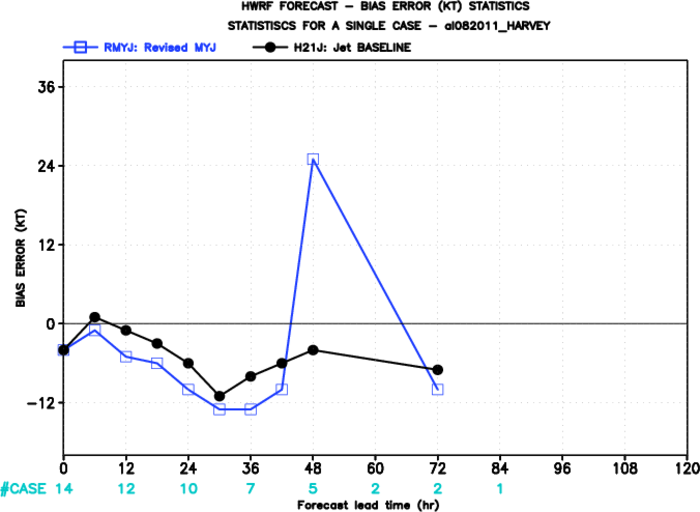 HWRF FORECAST – BIAS ERROR (KT) STATISTICS
STATISTISCS FOR A SINGLE CASE – al082011_HARVEY
RMYJ: Revised MYJ H21J: Jet BASELINE
36
24
12
0
-12
BIAS ERROR (KT)
0 12 24 36 48 60 72 84 96 108 120
#CASE 14 12 10 7 5 2 2 1
Forecast lead time (hr)